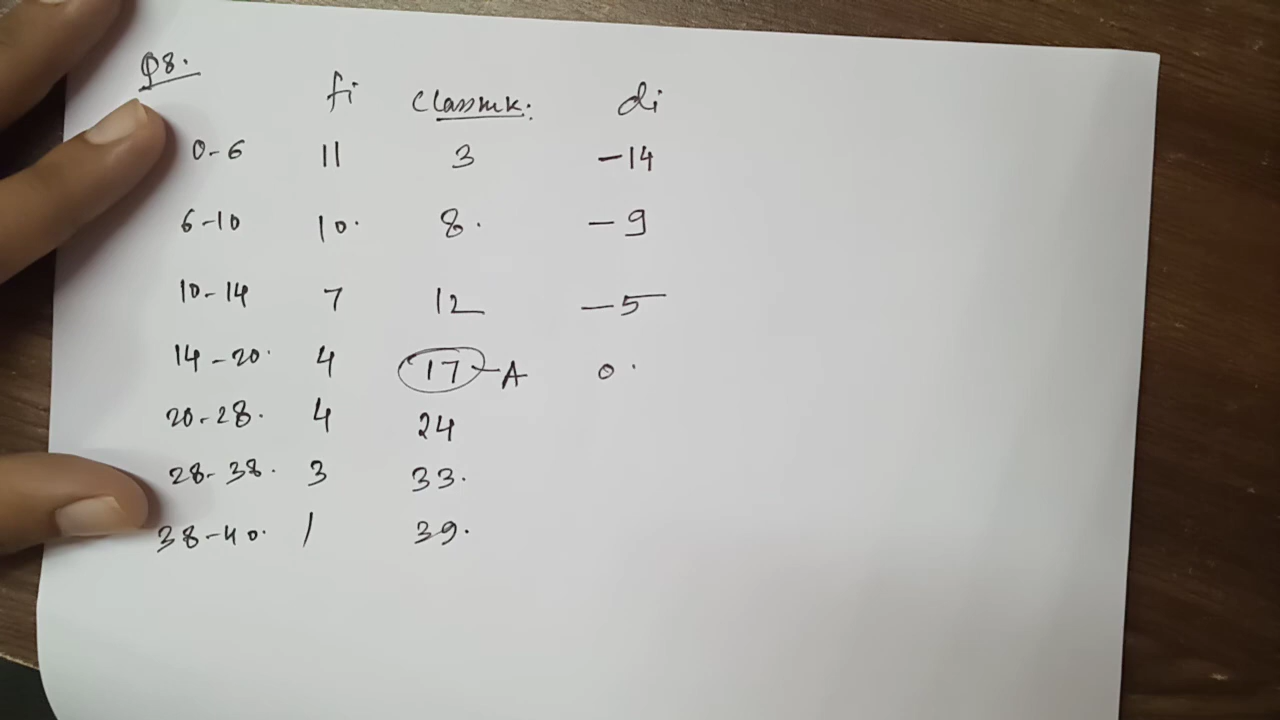 Q8.
fi Classmk. di
0-6 11 3 -14
6-10 10. 8. -9
10-14 7 12 -5
14-20. 4 17-A 0.
20-28. 4 24
28-38. 3 33.
38-40. 1 39.